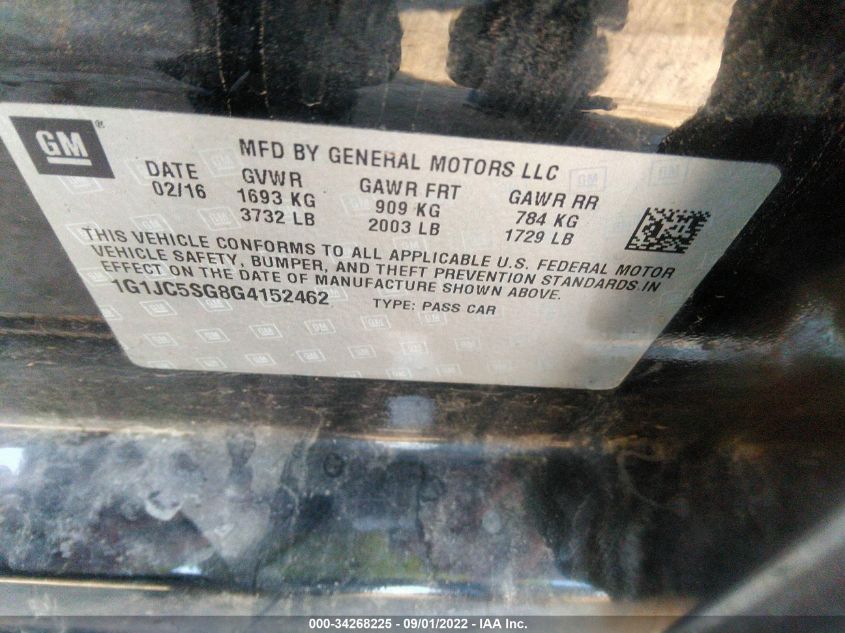 GM®
MFD BY GENERAL MOTORS LLC
DATE GVWR GAWR FRT GAWR RR
02/16 1693 KG 909 KG 784 KG
3732 LB 2003 LB 1729 LB
THIS VEHICLE CONFORMS TO ALL APPLICABLE U.S. FEDERAL MOTOR
VEHICLE SAFETY, BUMPER, AND THEFT PREVENTION STANDARDS IN
EFFECT ON THE DATE OF MANUFACTURE SHOWN ABOVE.
1G1JC5SG8G4152462 TYPE: PASS CAR
000-34268225 - 09/01/2022 - IAA Inc.